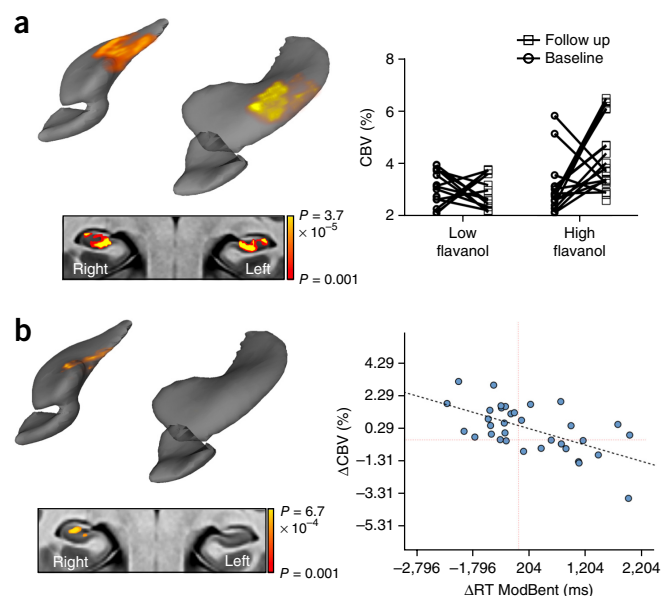 a
Follow up
Baseline
8
6
4
2
CBV (%)
Low
flavanol
High
flavanol
P = 3.7
× 10⁻⁵
P = 0.001
Right
Left
b
4.29
2.29
0.29
−1.31
−3.31
−5.31
ΔCBV (%)
−2,796
−1,796
204
1,204
2,204
ΔRT ModBent (ms)
P = 6.7
× 10⁻⁴
P = 0.001
Right
Left